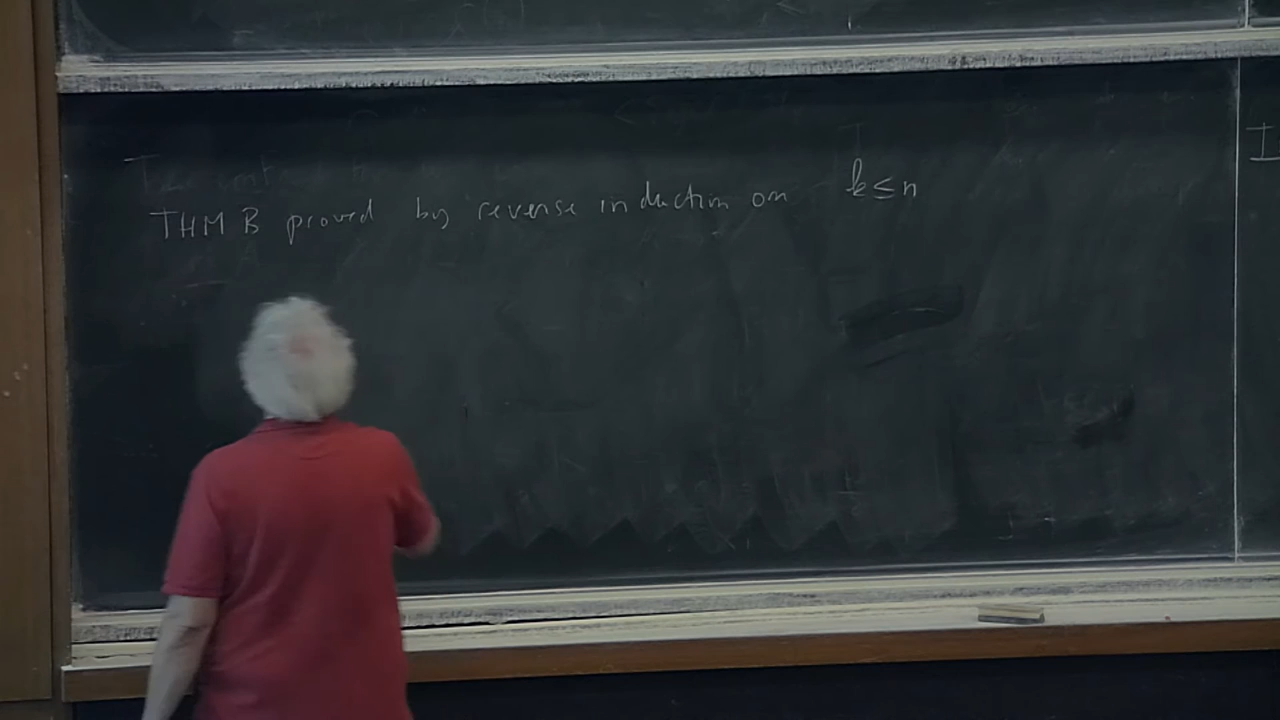 THM B proved by reverse induction on k ≤ n